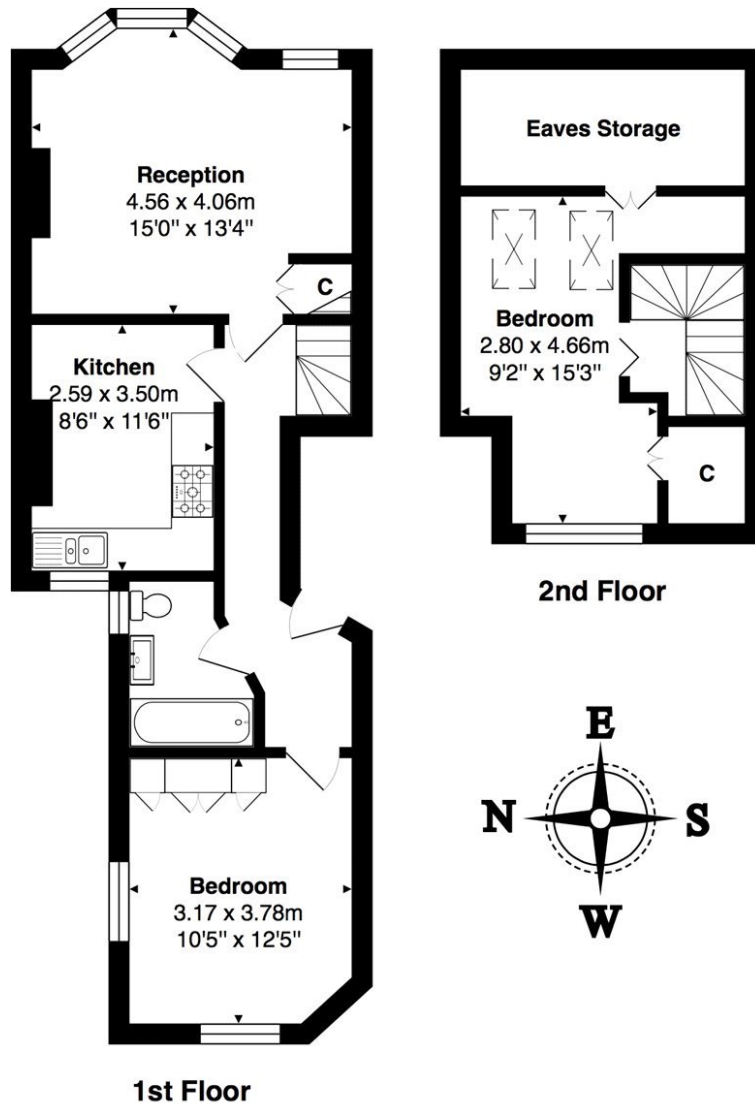 Reception
4.56 x 4.06m
15'0" x 13'4"
C
Kitchen
2.59 x 3.50m
8'6" x 11'6"
Bedroom
3.17 x 3.78m
10'5" x 12'5"
1st Floor
Eaves Storage
Bedroom
2.80 x 4.66m
9'2" x 15'3"
C
2nd Floor
E
N S
W